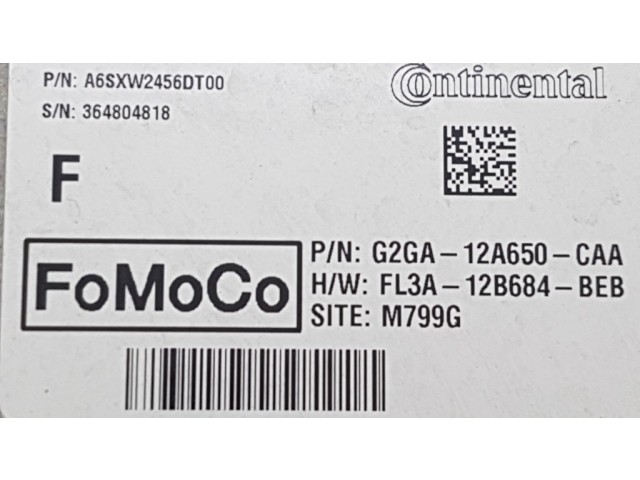 P/N: A6SXW2456DT00
Continental
S/N: 364804818
F
FoMoCo
P/N: G2GA-12A650-CAA
H/W: FL3A-12B684-BEB
SITE: M799G